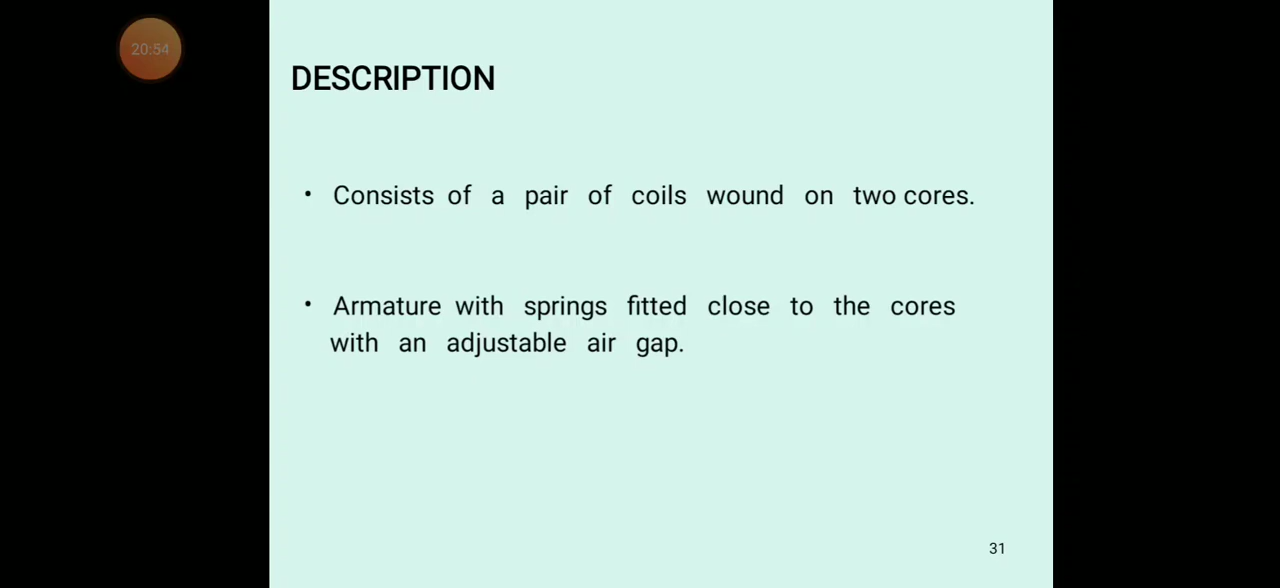 20:54
DESCRIPTION
• Consists of a pair of coils wound on two cores.
• Armature with springs fitted close to the cores
with an adjustable air gap.
31